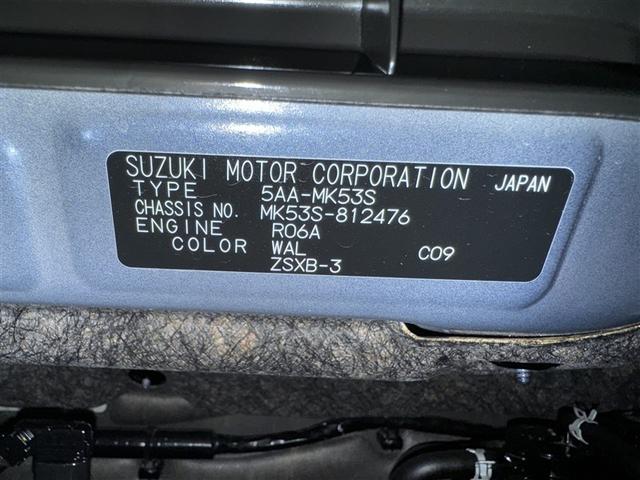 SUZUKI MOTOR CORPORATION JAPAN
TYPE 5AA-MK53S
CHASSIS NO. MK53S-812476
ENGINE R06A
COLOR WAL C09
ZSXB-3